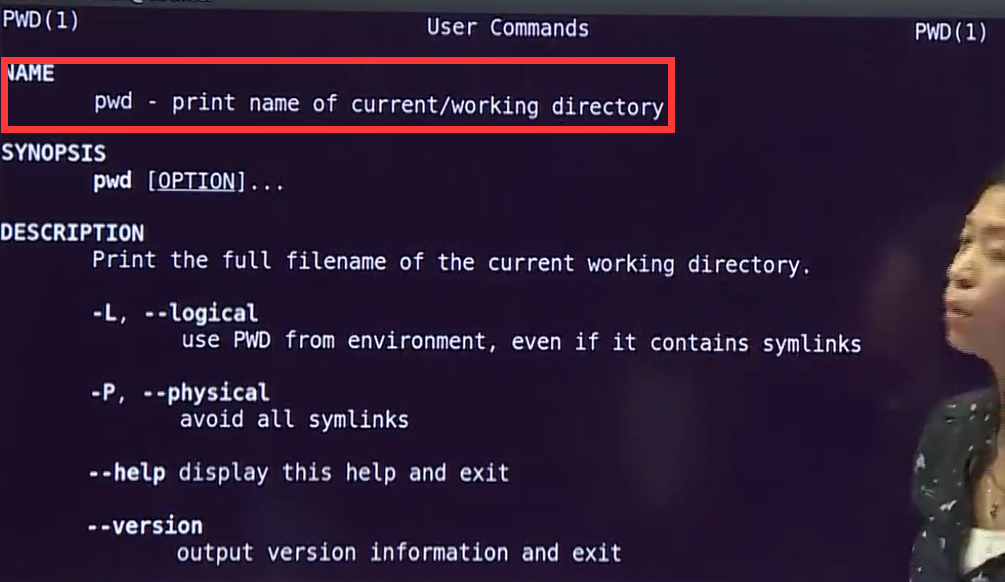 PWD(1) User Commands PWD(1)
NAME
pwd - print name of current/working directory
SYNOPSIS
pwd [OPTION]...
DESCRIPTION
Print the full filename of the current working directory.
-L, --logical
use PWD from environment, even if it contains symlinks
-P, --physical
avoid all symlinks
--help display this help and exit
--version
output version information and exit